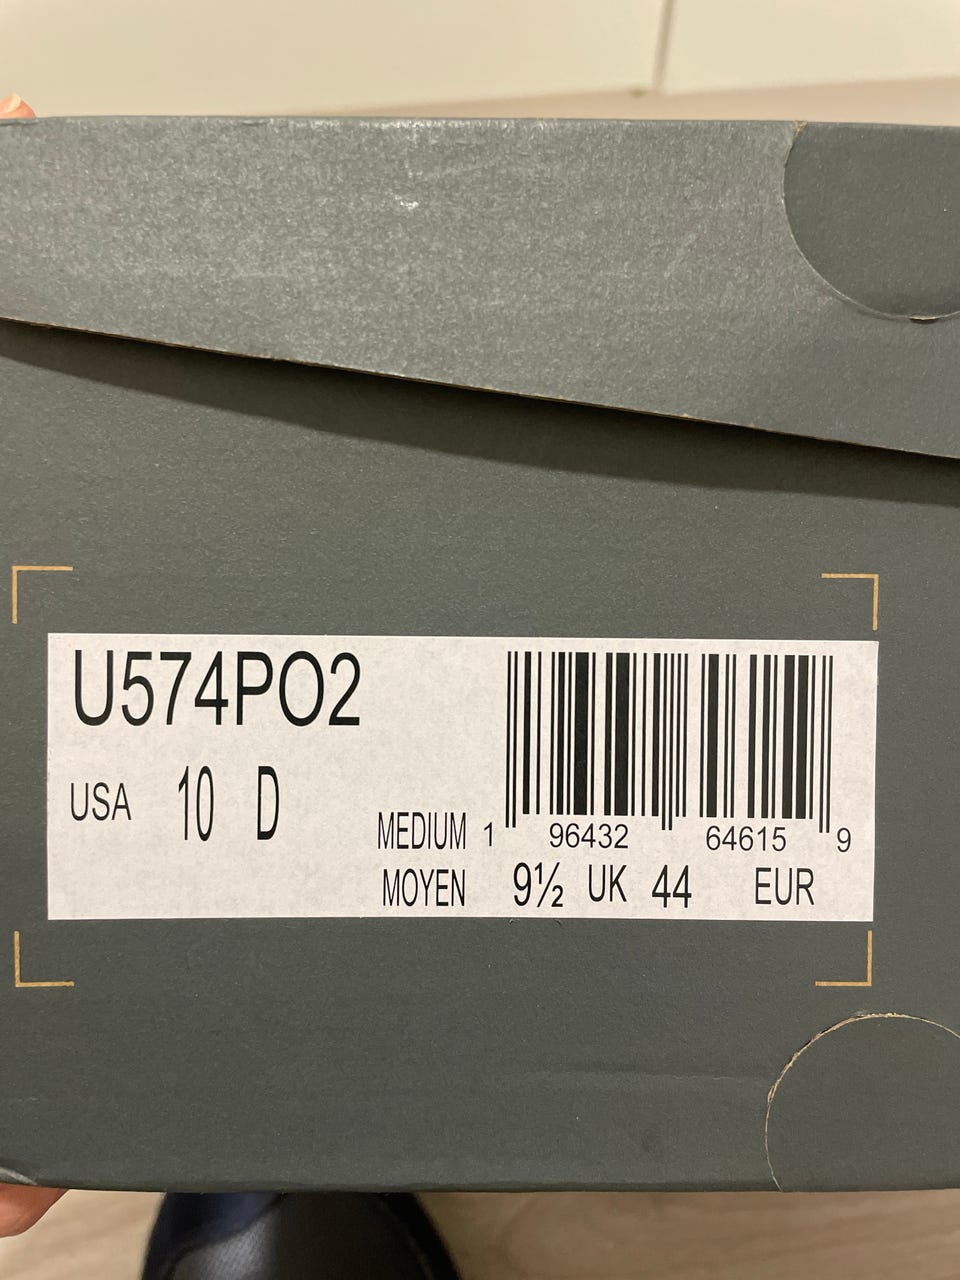 U574PO2
USA 10 D
MEDIUM 1 96432 64615 9
MOYEN 9½ UK 44 EUR